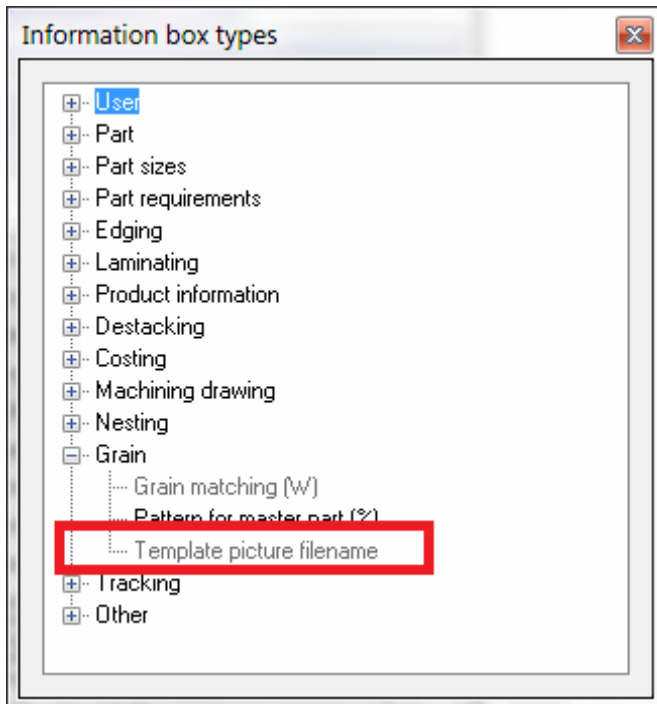 Information box types
User
Part
Part sizes
Part requirements
Edging
Laminating
Product information
Destacking
Costing
Machining drawing
Nesting
Grain
Grain matching (W)
Pattern for master part (%)
Template picture filename
Tracking
Other